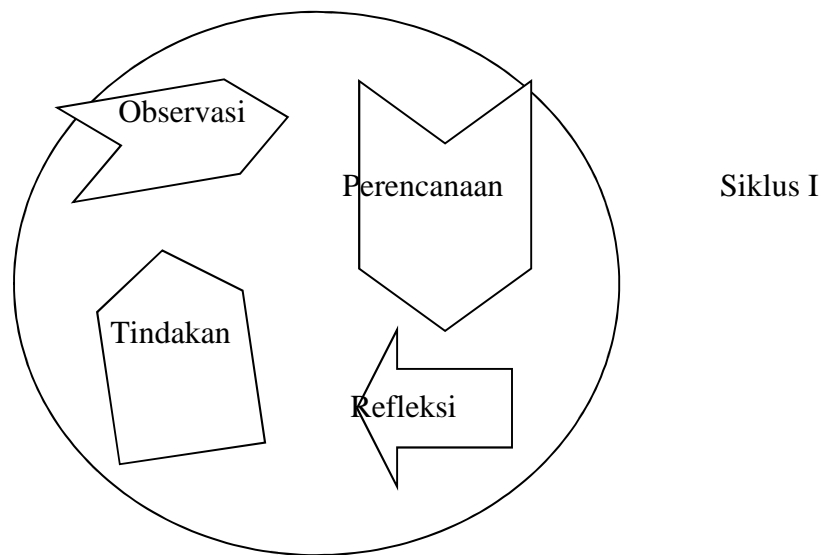 Observasi
Perencanaan
Siklus I
Tindakan
Refleksi